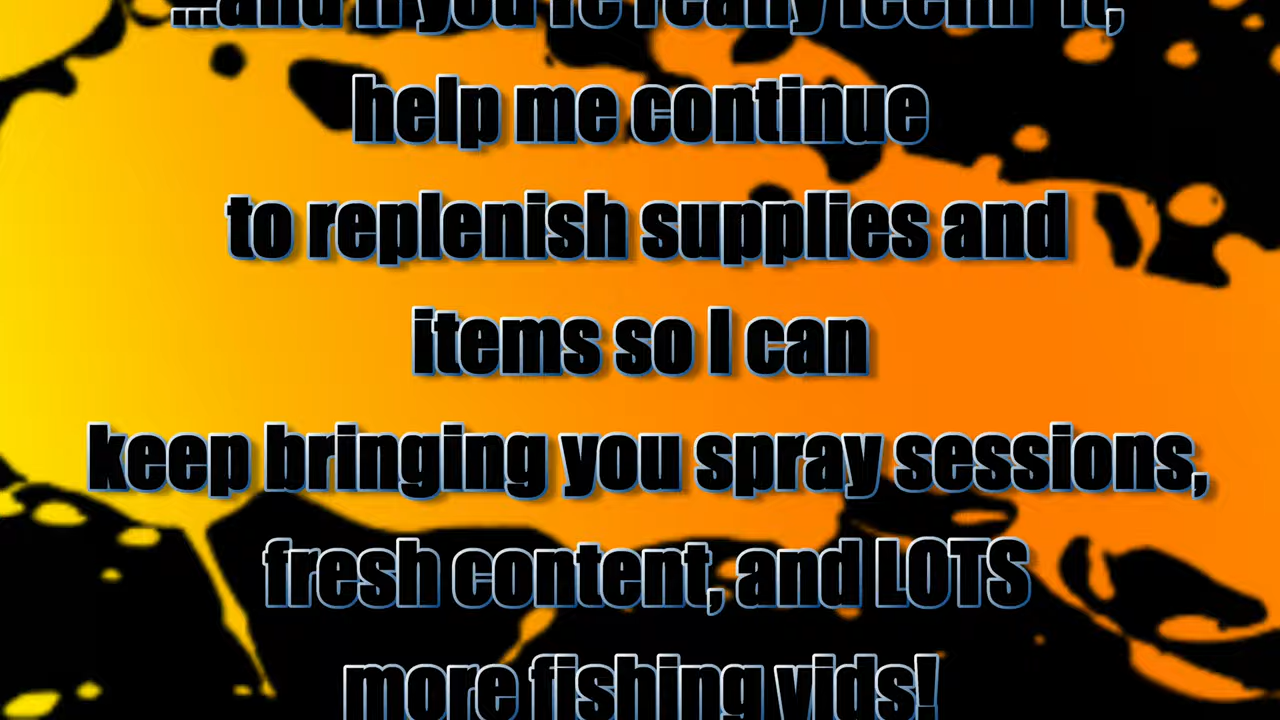 ...and if you're really feelin' it,
help me continue
to replenish supplies and
items so I can
keep bringing you spray sessions,
fresh content, and LOTS
more fishing vids!